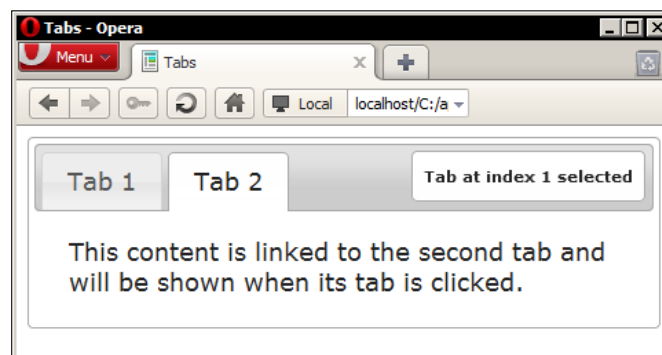 Tabs - Opera
Menu
Tabs
Local
localhost/C:/a
Tab 1
Tab 2
Tab at index 1 selected
This content is linked to the second tab and
will be shown when its tab is clicked.